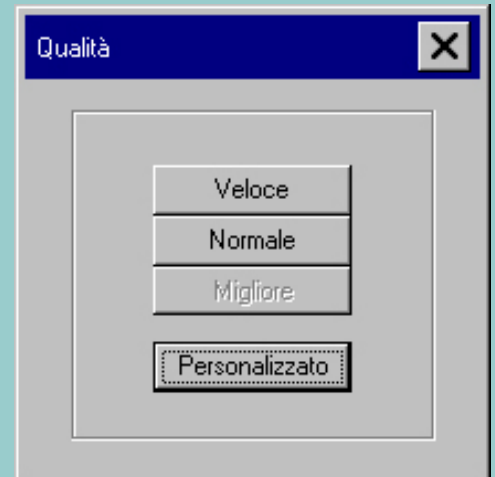 Qualità
Veloce
Normale
Migliore
Personalizzato